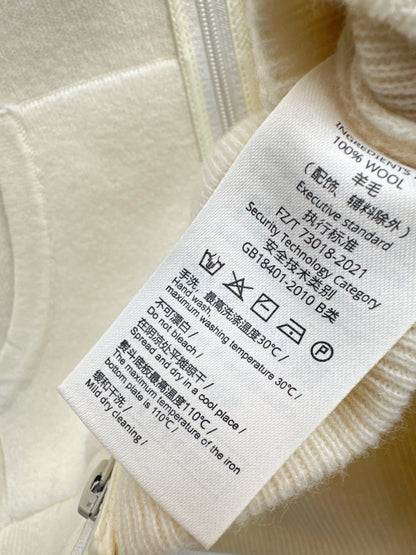 INGREDIENTS
100% WOOL
羊毛
(配饰、辅料除外)
Executive standard
执行标准
FZ/T 73018-2021
Security Technology Category
安全技术类别
GB18401-2010 B类
P
手洗，最高洗涤温度30℃/
Hand wash,
maximum washing temperature 30℃/
不可漂白/
Do not bleach/
在阴凉处平摊晾干/
Spread and dry in a cool place/
熨斗底板最高温度110℃/
The maximum temperature of the iron
bottom plate is 110℃/
缓和干洗/
Mild dry cleaning/